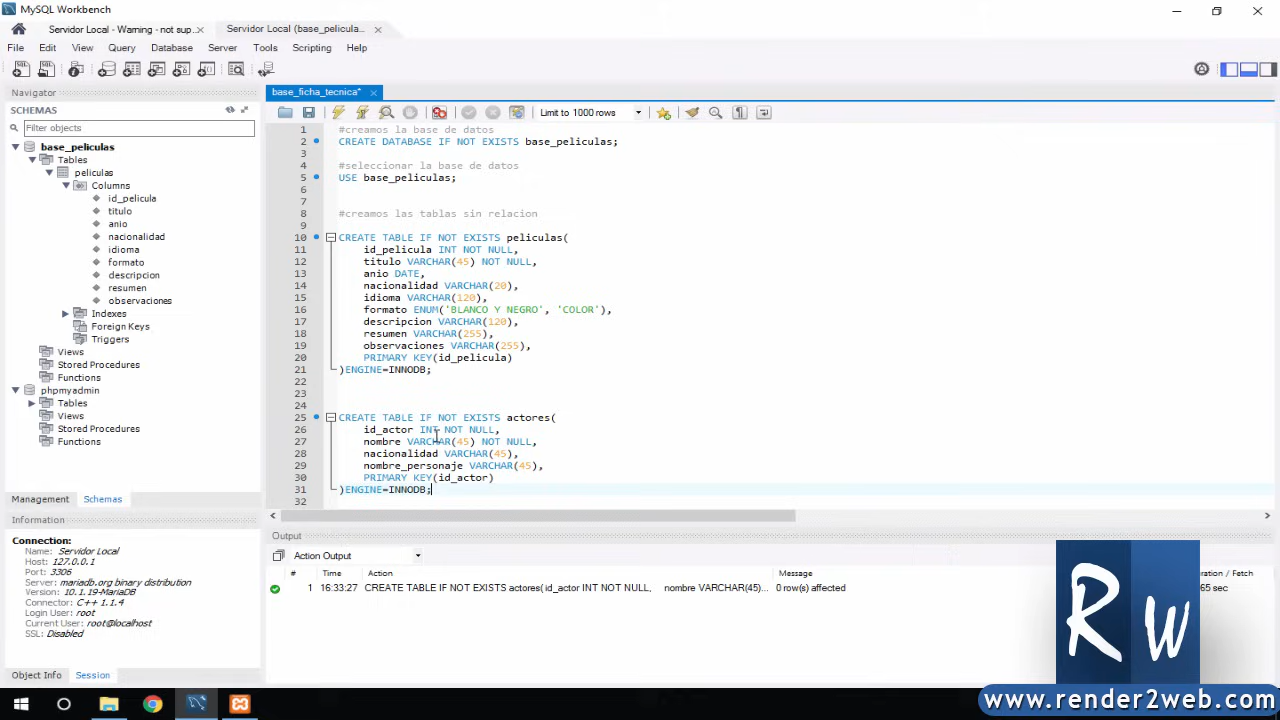 MySQL Workbench
Servidor Local - Warning - not sup...
Servidor Local (base_pelicula...
File Edit View Query Database Server Tools Scripting Help
Navigator
SCHEMAS
Filter objects
base_peliculas
Tables
peliculas
Columns
id_pelicula
titulo
anio
nacionalidad
idioma
formato
descripcion
resumen
observaciones
Indexes
Foreign Keys
Triggers
Views
Stored Procedures
Functions
phpmyadmin
Tables
Views
Stored Procedures
Functions
Management Schemas
Information
Connection:
Name: Servidor Local
Host: 127.0.0.1
Port: 3306
Server: mariadb.org binary distribution
Version: 10.1.19-MariaDB
Connector: C++ 1.1.4
Login User: root
Current User: root@localhost
SSL: Disabled
Object Info Session
base_ficha_tecnica*
Limit to 1000 rows
1 #creamos la base de datos
2 CREATE DATABASE IF NOT EXISTS base_peliculas;
3
4 #seleccionar la base de datos
5 USE base_peliculas;
6
7
8 #creamos las tablas sin relacion
9
10 CREATE TABLE IF NOT EXISTS peliculas(
11 id_pelicula INT NOT NULL,
12 titulo VARCHAR(45) NOT NULL,
13 anio DATE,
14 nacionalidad VARCHAR(20),
15 idioma VARCHAR(120),
16 formato ENUM('BLANCO Y NEGRO', 'COLOR'),
17 descripcion VARCHAR(120),
18 resumen VARCHAR(255),
19 observaciones VARCHAR(255),
20 PRIMARY KEY(id_pelicula)
21 )ENGINE=INNODB;
22
23
24
25 CREATE TABLE IF NOT EXISTS actores(
26 id_actor INT NOT NULL,
27 nombre VARCHAR(45) NOT NULL,
28 nacionalidad VARCHAR(45),
29 nombre_personaje VARCHAR(45),
30 PRIMARY KEY(id_actor)
31 )ENGINE=INNODB;
32
Output
Action Output
# Time Action Message / Fetch
1 16:33:27 CREATE TABLE IF NOT EXISTS actores( id_actor INT NOT NULL, nombre VARCHAR(45)... 0 row(s) affected sec
RW
www.render2web.com